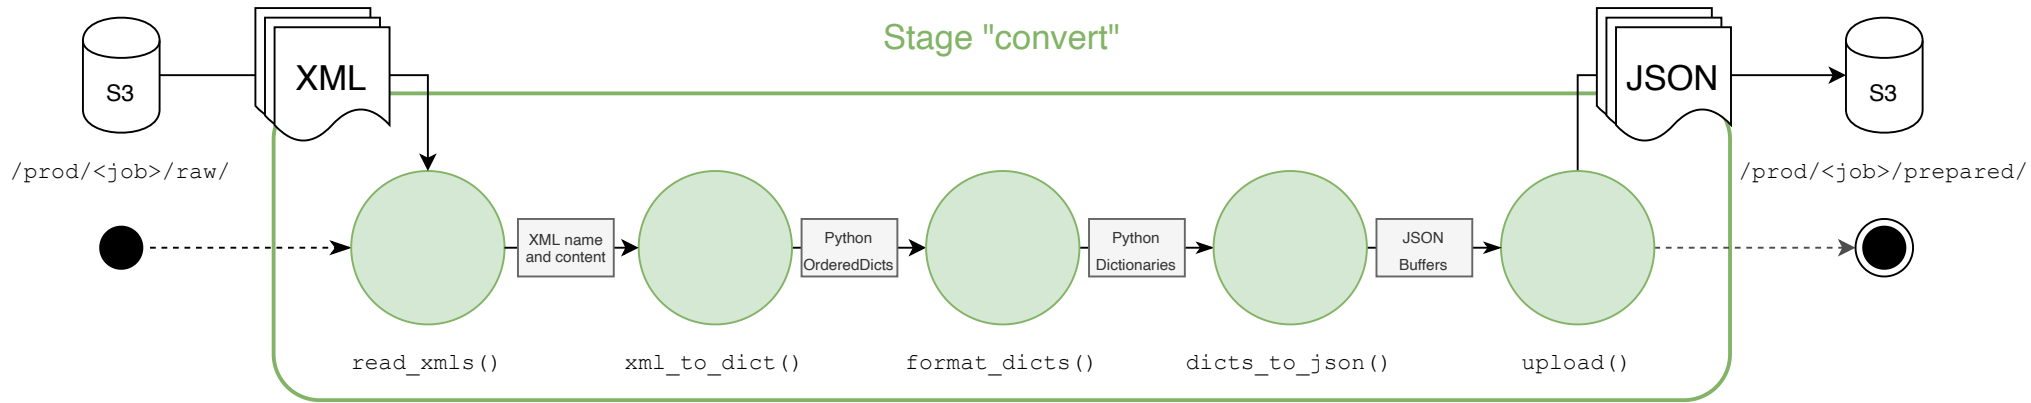 Stage "convert"
S3
XML
JSON
S3
/prod/<job>/raw/
/prod/<job>/prepared/
XML name
and content
Python
OrderedDicts
Python
Dictionaries
JSON
Buffers
read_xmls()
xml_to_dict()
format_dicts()
dicts_to_json()
upload()